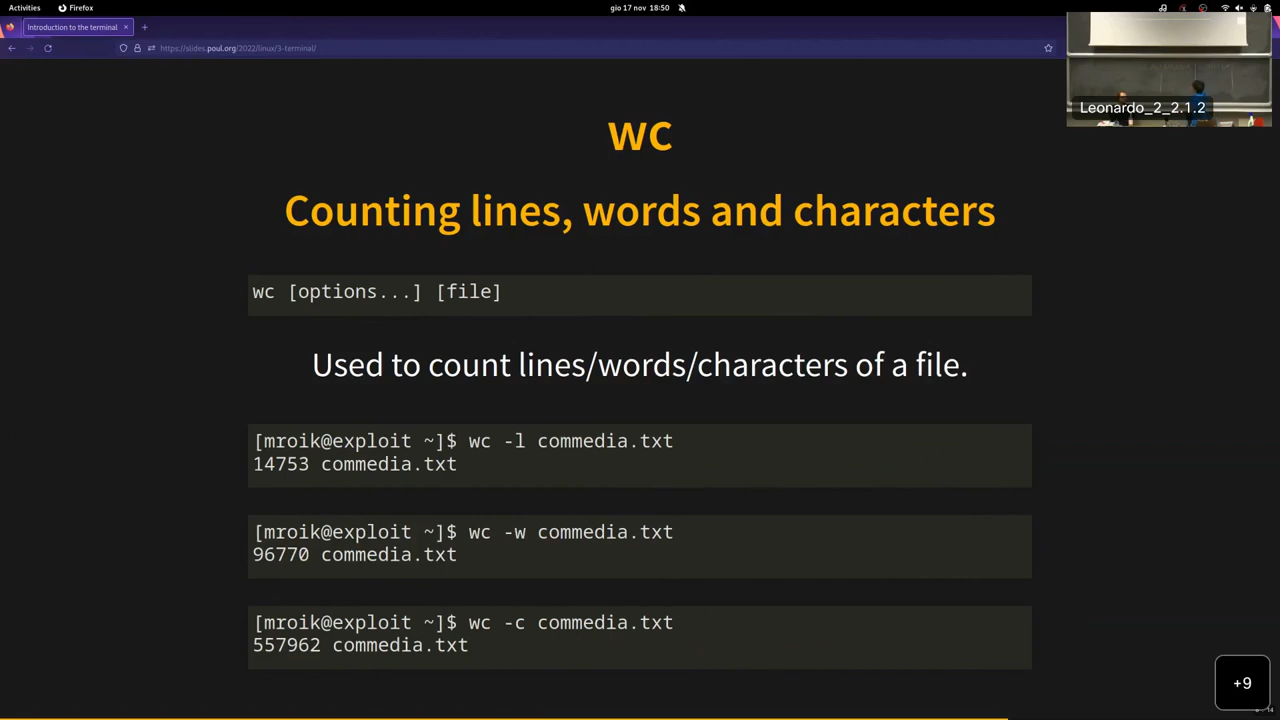 Activities
Firefox
gio 17 nov 18:50
Introduction to the terminal
https://slides.poul.org/2022/linux/3-terminal/
Leonardo_2_2.1.2
wc
Counting lines, words and characters
wc [options...] [file]
Used to count lines/words/characters of a file.
[mroik@exploit ~]$ wc -l commedia.txt
14753 commedia.txt
[mroik@exploit ~]$ wc -w commedia.txt
96770 commedia.txt
[mroik@exploit ~]$ wc -c commedia.txt
557962 commedia.txt
+9